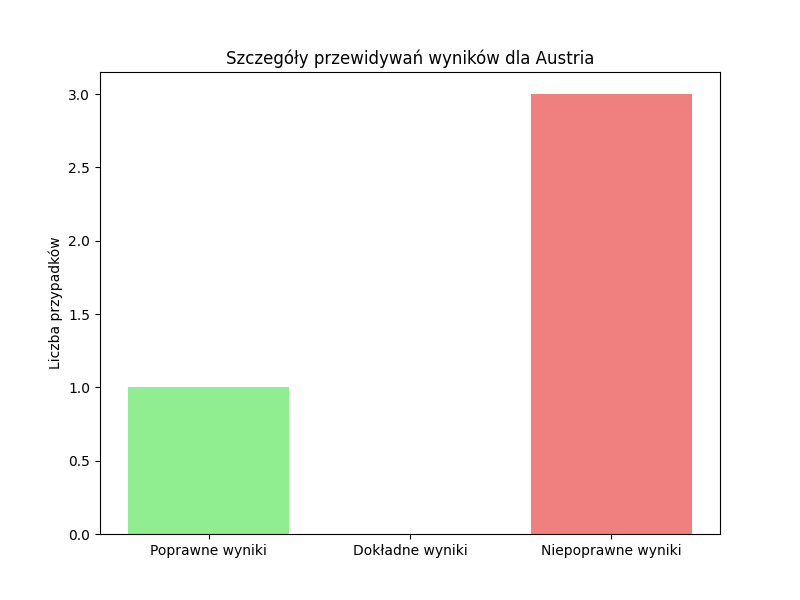 Szczegóły przewidywań wyników dla Austria
Liczba przypadków
3.0
2.5
2.0
1.5
1.0
0.5
0.0
Poprawne wyniki
Dokładne wyniki
Niepoprawne wyniki